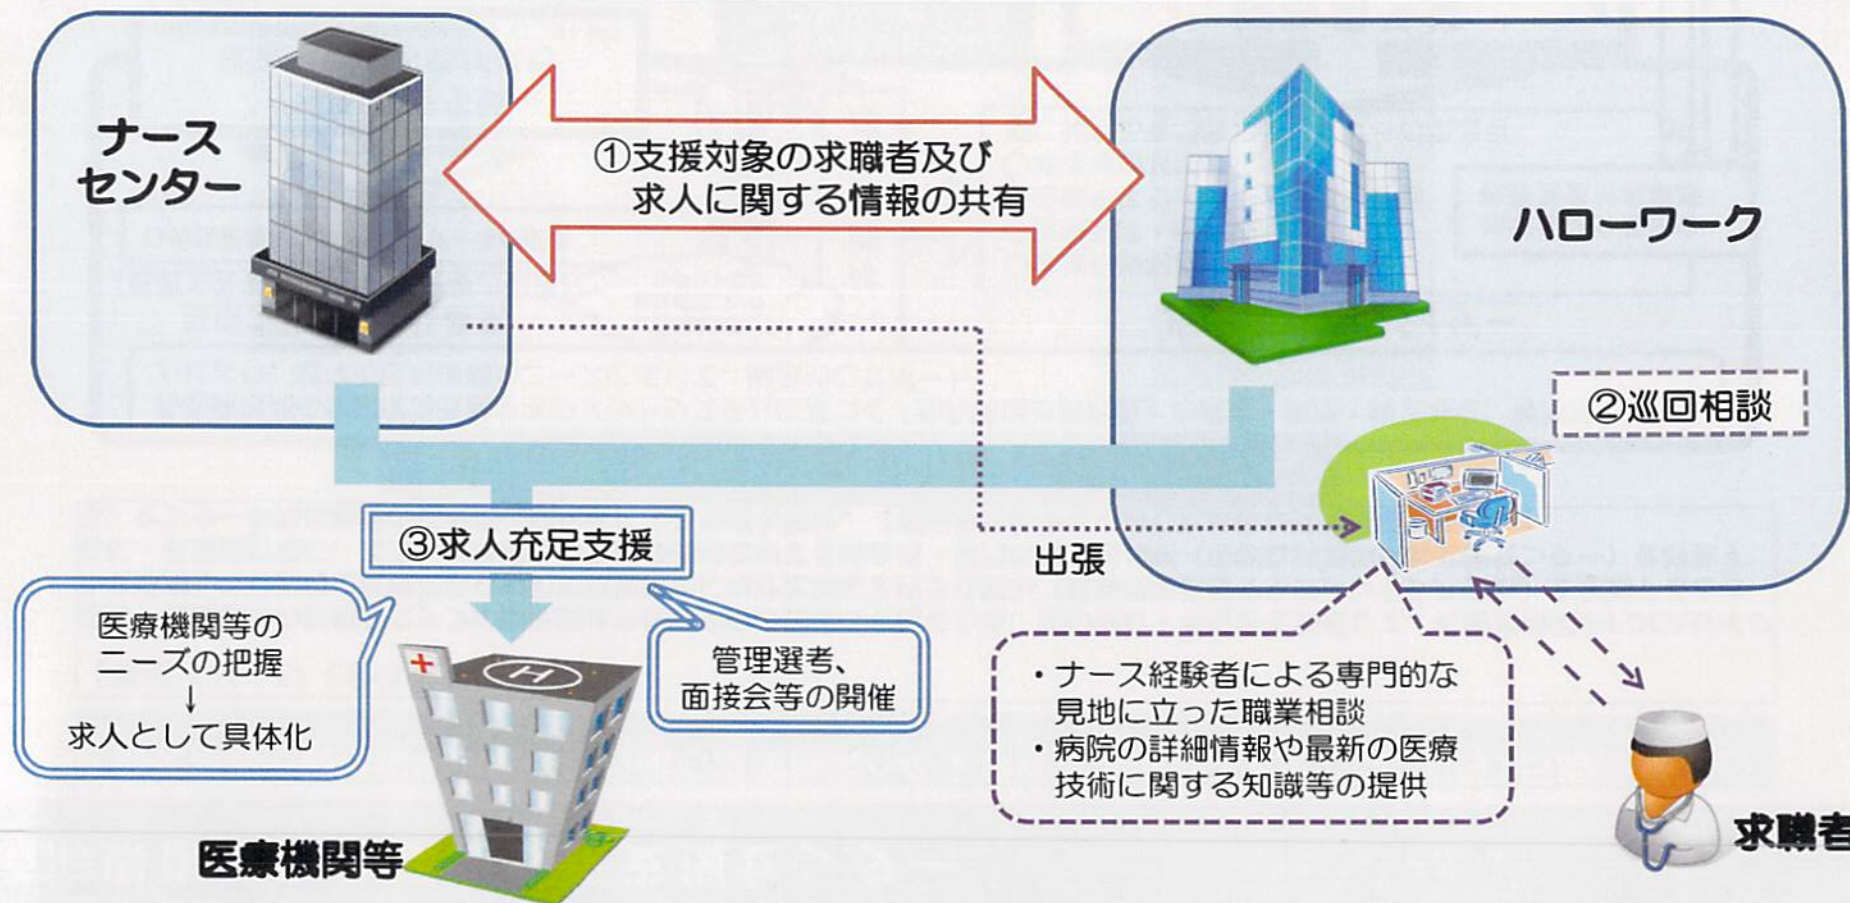 ナース
センター
①支援対象の求職者及び
求人に関する情報の共有
ハローワーク
②巡回相談
③求人充足支援
出張
医療機関等の
ニーズの把握
↓
求人として具体化
管理選考、
面接会等の開催
・ナース経験者による専門的な
見地に立った職業相談
・病院の詳細情報や最新の医療
技術に関する知識等の提供
H
医療機関等
求職者